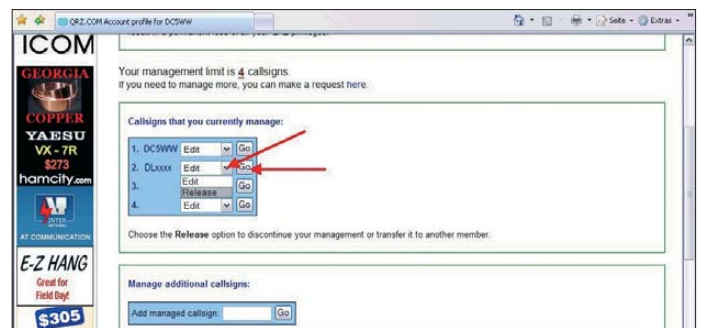 QRZ.COM Account profile for DC5WW
Seite
Extras
ICOM
GEORGIA
COPPER
YAESU
VX - 7R
$273
hamcity.com
INTER
AT COMMUNICATION
E-Z HANG
Great for
Field Day!
$305
Your management limit is 4 callsigns.
If you need to manage more, you can make a request here.
Callsigns that you currently manage:
1. DC5WW Edit Go
2. DLxxxx Edit Go
Edit
3. Go
Release
4. Edit Go
Choose the Release option to discontinue your management or transfer it to another member.
Manage additional callsigns:
Add managed callsign: Go